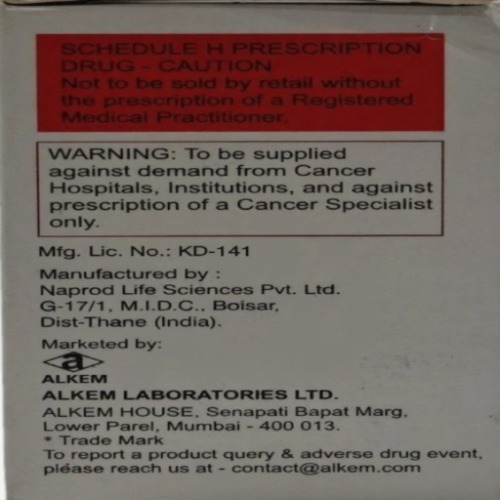 SCHEDULE H PRESCRIPTION
DRUG - CAUTION
Not to be sold by retail without
the prescription of a Registered
Medical Practitioner.
WARNING: To be supplied
against demand from Cancer
Hospitals, Institutions, and against
prescription of a Cancer Specialist
only.
Mfg. Lic. No.: KD-141
Manufactured by :
Naprod Life Sciences Pvt. Ltd.
G-17/1, M.I.D.C., Boisar,
Dist-Thane (India).
Marketed by:
a
ALKEM
ALKEM LABORATORIES LTD.
ALKEM HOUSE, Senapati Bapat Marg,
Lower Parel, Mumbai - 400 013.
* Trade Mark
To report a product query & adverse drug event,
please reach us at - contact@alkem.com